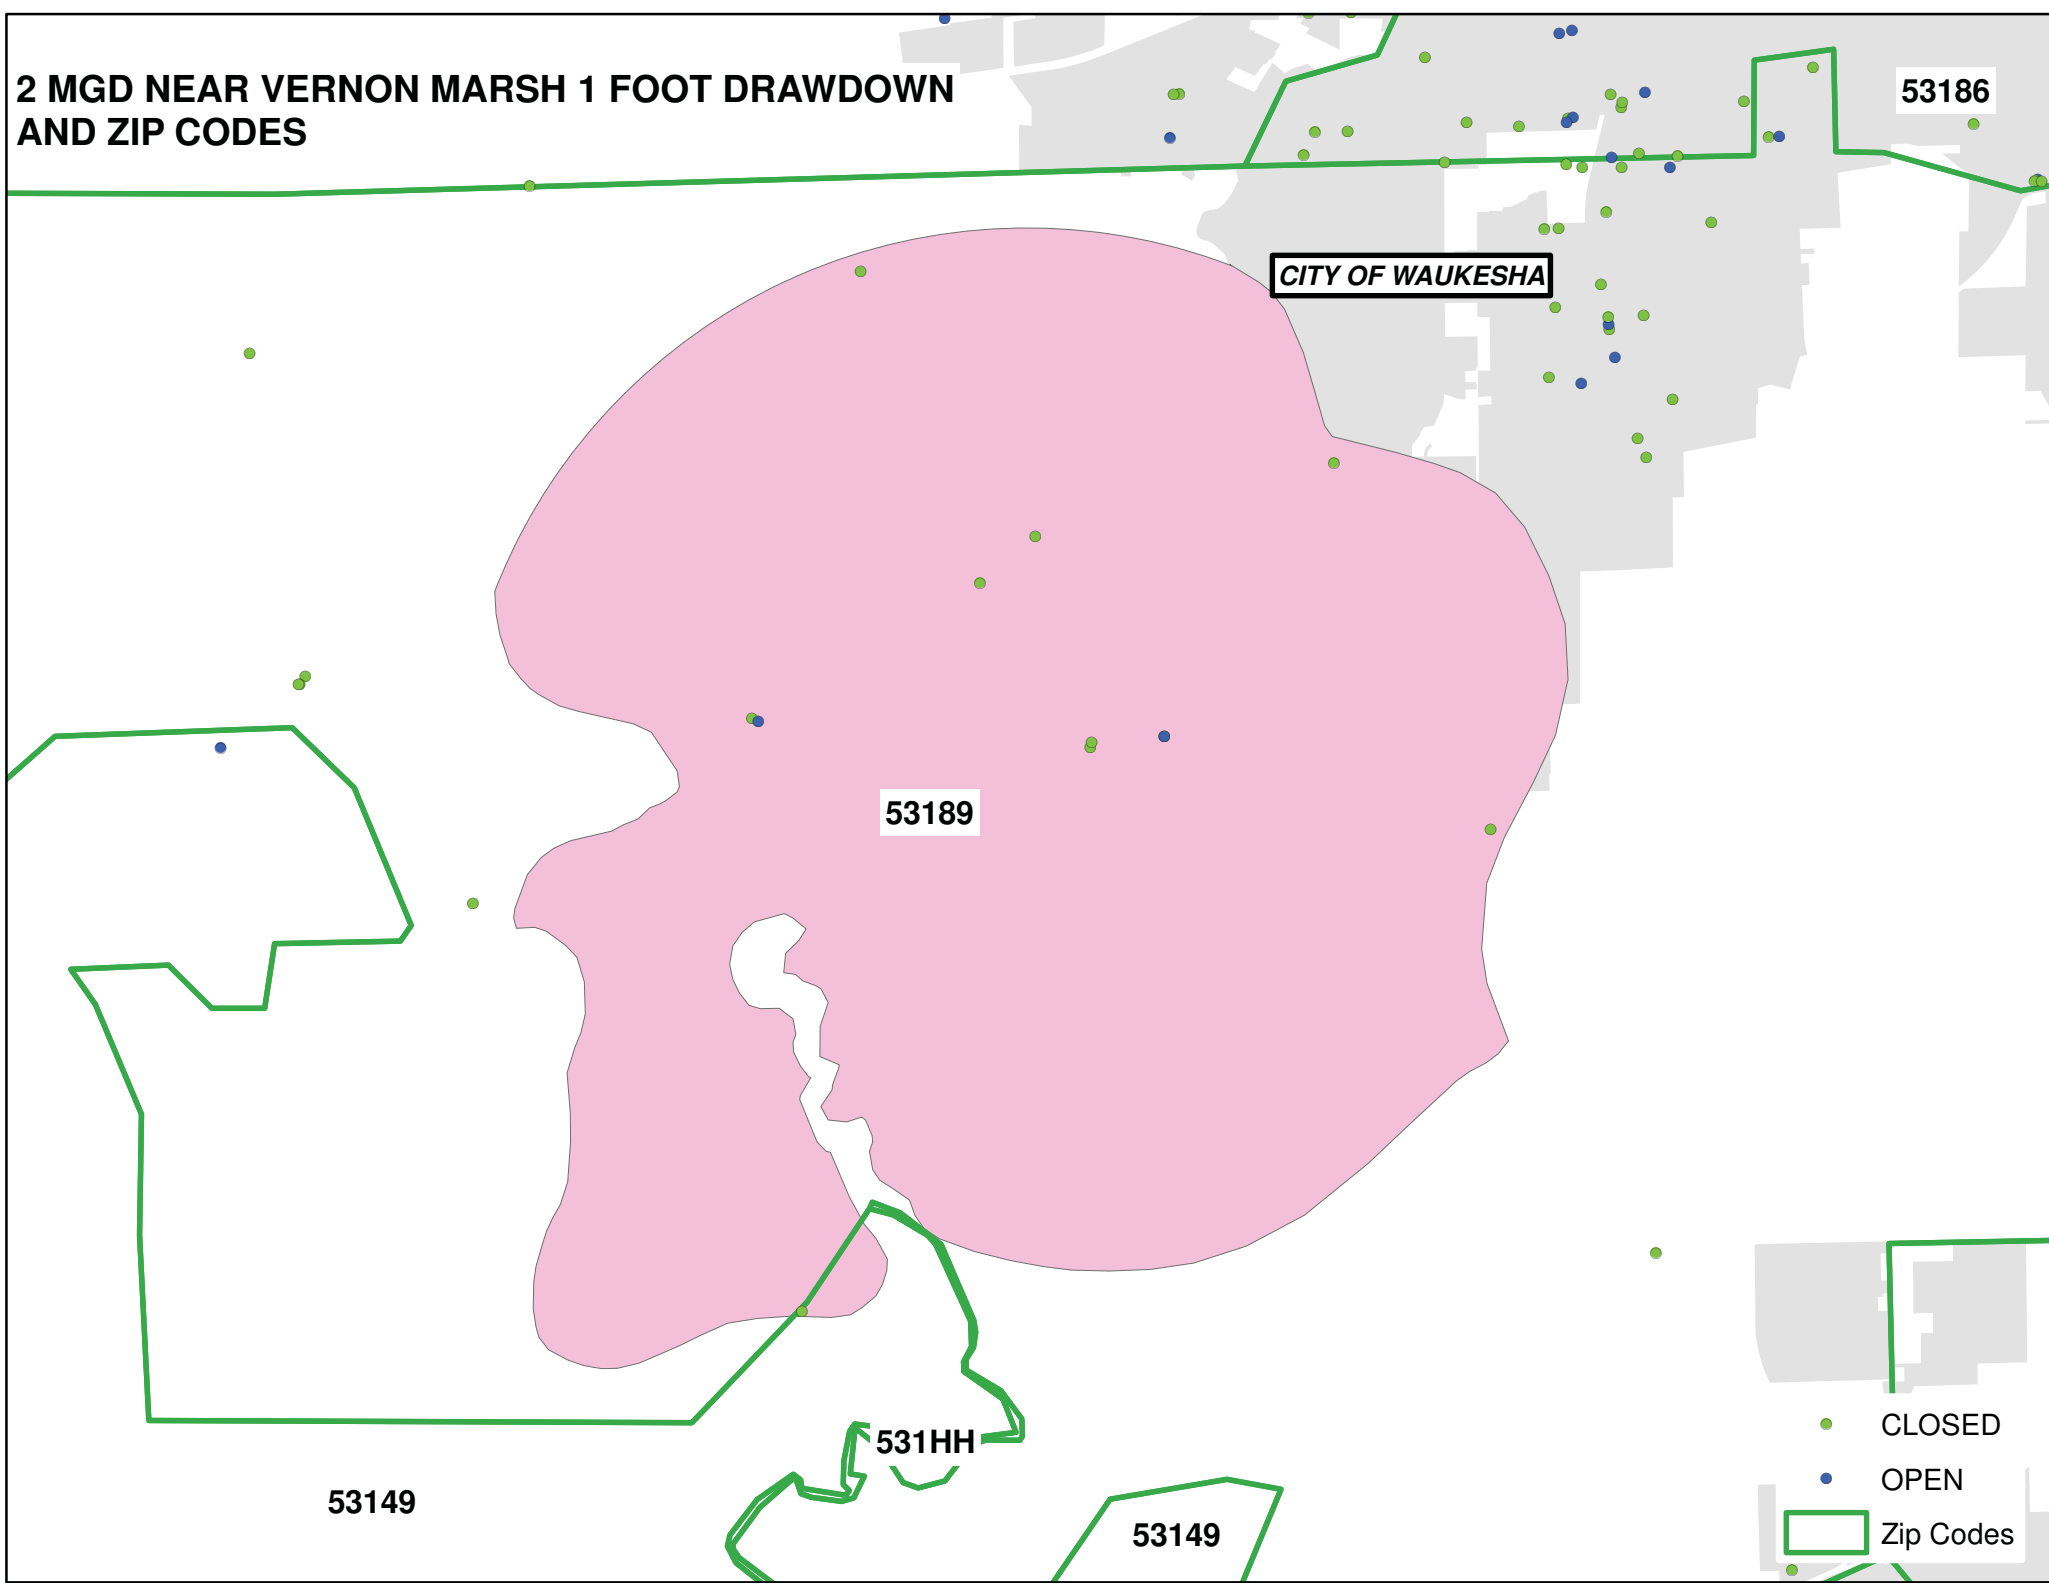 2 MGD NEAR VERNON MARSH 1 FOOT DRAWDOWN
AND ZIP CODES
53186
CITY OF WAUKESHA
53189
531HH
53149
53149
CLOSED
OPEN
Zip Codes